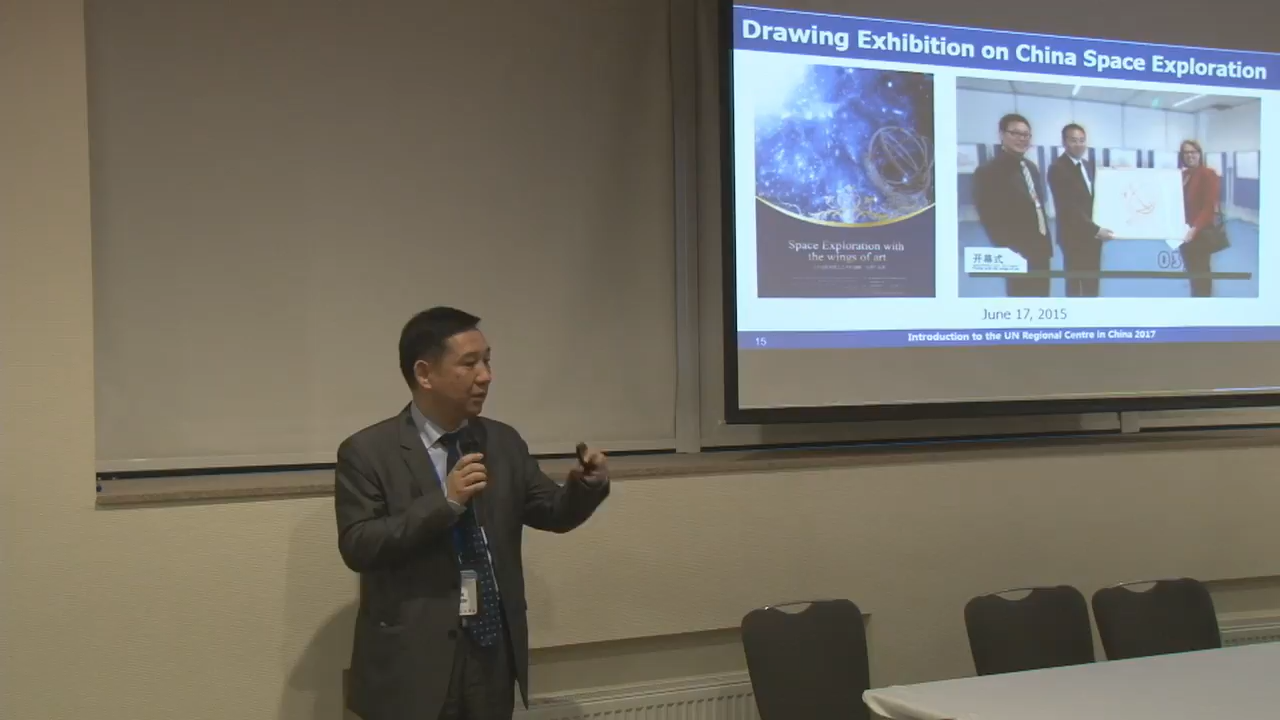 Drawing Exhibition on China Space Exploration
Space Exploration with
the wings of art
开幕式
03
June 17, 2015
15
Introduction to the UN Regional Centre in China 2017